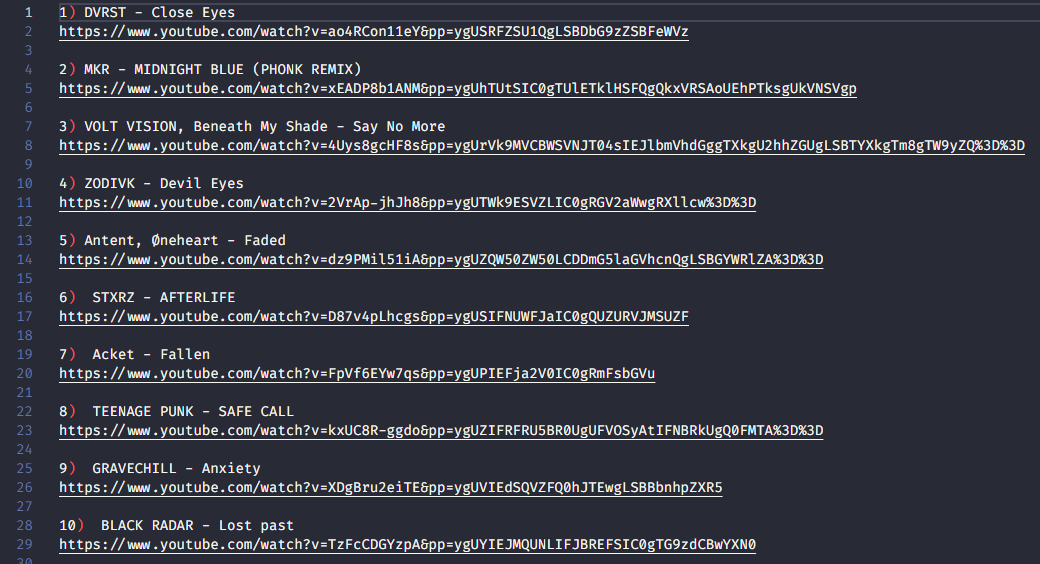 1 1) DVRST - Close Eyes
2 https://www.youtube.com/watch?v=ao4RCon11eY&pp=ygUSRFZSU1QgLSBDbG9zZSBFeWVz
3
4 2) MKR - MIDNIGHT BLUE (PHONK REMIX)
5 https://www.youtube.com/watch?v=xEADP8b1ANM&pp=ygUhTUtSIC0gTUlETklHSFQgQkxVRSAoUEhPTksgUkVNSVgp
6
7 3) VOLT VISION, Beneath My Shade - Say No More
8 https://www.youtube.com/watch?v=4Uys8gcHF8s&pp=ygUrVk9MVCBWSVNJT04sIEJlbmVhdGggTXkgU2hhZGUgLSBTYXkgTm8gTW9yZQ%3D%3D
9
10 4) ZODIVK - Devil Eyes
11 https://www.youtube.com/watch?v=2VrAp-jhJh8&pp=ygUTWk9ESVZLIC0gRGV2aWwgRXllcw%3D%3D
12
13 5) Antent, Øneheart - Faded
14 https://www.youtube.com/watch?v=dz9PMil51iA&pp=ygUZQW50ZW50LCDDmG5laGVhcnQgLSBGYWRlZA%3D%3D
15
16 6)  STXRZ - AFTERLIFE
17 https://www.youtube.com/watch?v=D87v4pLhcgs&pp=ygUSIFNUWFJaIC0gQUZURVJMSUZF
18
19 7)  Acket - Fallen
20 https://www.youtube.com/watch?v=FpVf6EYw7qs&pp=ygUPIEFja2V0IC0gRmFsbGVu
21
22 8)  TEENAGE PUNK - SAFE CALL
23 https://www.youtube.com/watch?v=kxUC8R-ggdo&pp=ygUZIFRFRU5BR0UgUFVOSyAtIFNBRkUgQ0FMTA%3D%3D
24
25 9)  GRAVECHILL - Anxiety
26 https://www.youtube.com/watch?v=XDgBru2eiTE&pp=ygUVIEdSQVZFQ0hJTEwgLSBBbnhpZXR5
27
28 10)  BLACK RADAR - Lost past
29 https://www.youtube.com/watch?v=TzFcCDGYzpA&pp=ygUYIEJMQUNLIFJBREFSIC0gTG9zdCBwYXN0
30